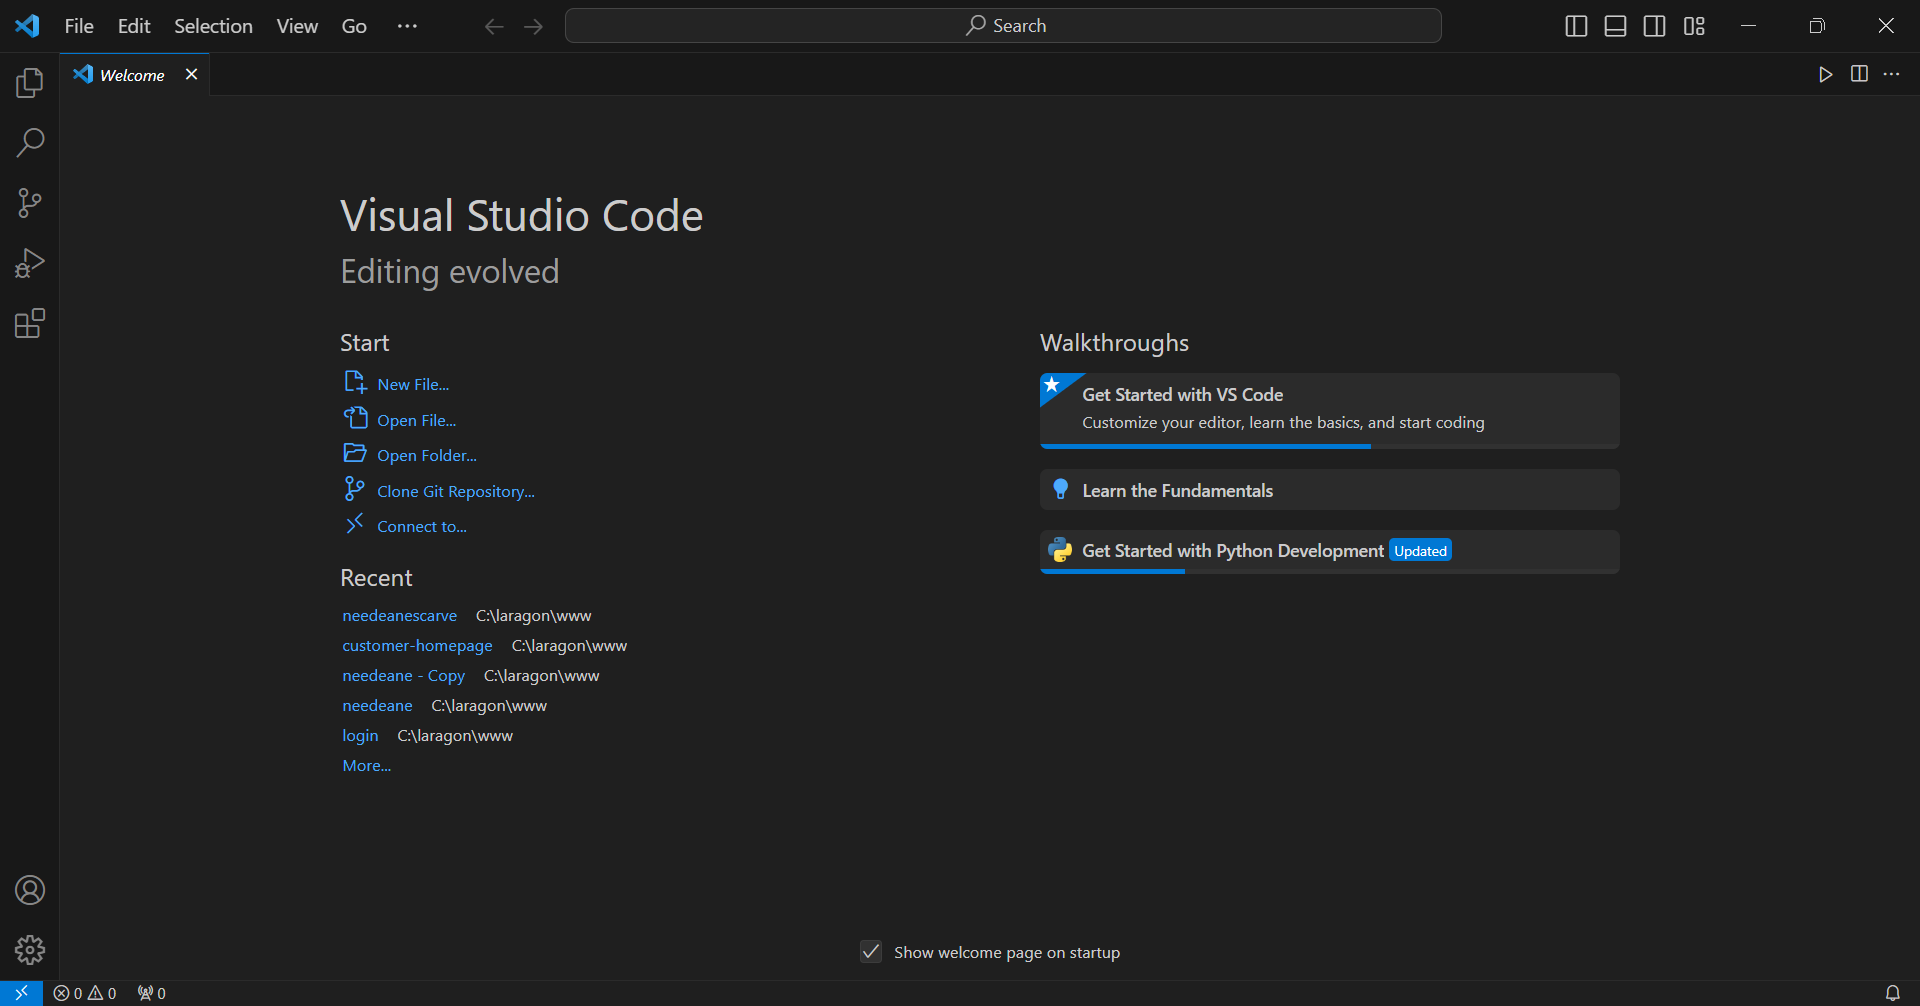 File Edit Selection View Go ···
Search
Welcome
Visual Studio Code
Editing evolved
Start
New File...
Open File...
Open Folder...
Clone Git Repository...
Connect to...
Recent
needeanescarve C:\laragon\www
customer-homepage C:\laragon\www
needeane - Copy C:\laragon\www
needeane C:\laragon\www
login C:\laragon\www
More...
Walkthroughs
Get Started with VS Code
Customize your editor, learn the basics, and start coding
Learn the Fundamentals
Get Started with Python Development Updated
Show welcome page on startup
0 0 0